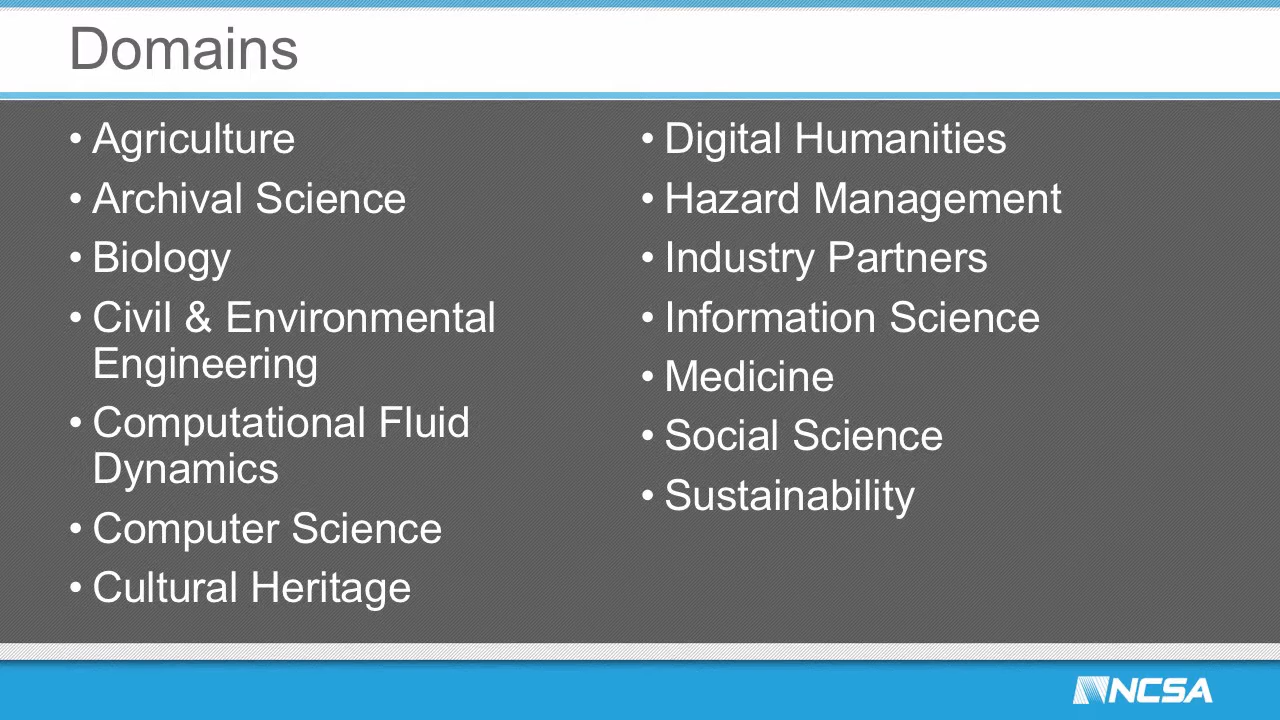 Domains
• Agriculture
• Archival Science
• Biology
• Civil & Environmental
Engineering
• Computational Fluid
Dynamics
• Computer Science
• Cultural Heritage
• Digital Humanities
• Hazard Management
• Industry Partners
• Information Science
• Medicine
• Social Science
• Sustainability
NCSA